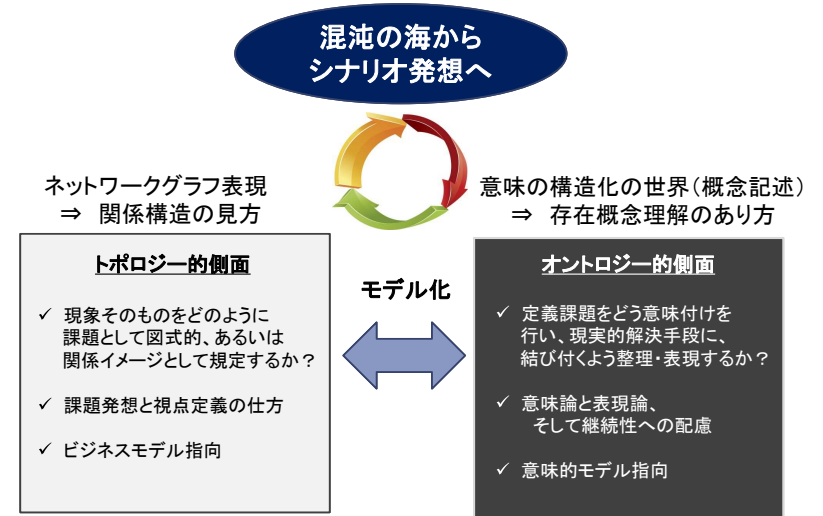 混沌の海から
シナリオ発想へ
ネットワークグラフ表現
⇒ 関係構造の見方
意味の構造化の世界(概念記述)
⇒ 存在概念理解のあり方
トポロジー的側面
✓ 現象そのものをどのように
課題として図式的、あるいは
関係イメージとして規定するか?
✓ 課題発想と視点定義の仕方
✓ ビジネスモデル指向
モデル化
オントロジー的側面
✓ 定義課題をどう意味付けを
行い、現実的解決手段に、
結び付くよう整理・表現するか?
✓ 意味論と表現論、
そして継続性への配慮
✓ 意味的モデル指向